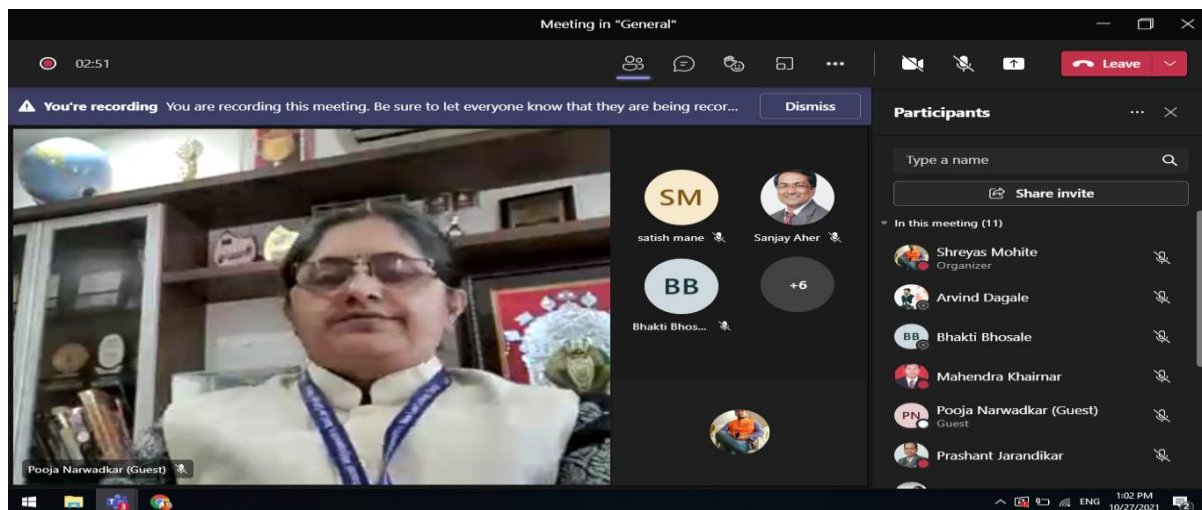 Meeting in "General"
02:51
Leave
You're recording You are recording this meeting. Be sure to let everyone know that they are being recor...
Dismiss
Participants
Type a name
Share invite
In this meeting (11)
Shreyas Mohite
Organizer
Arvind Dagale
BB
Bhakti Bhosale
Mahendra Khairnar
PN
Pooja Narwadkar (Guest)
Guest
Prashant Jarandikar
SM
satish mane
Sanjay Aher
BB
Bhakti Bhos...
+6
Pooja Narwadkar (Guest)
3
ENG
1:02 PM
10/27/2021
2